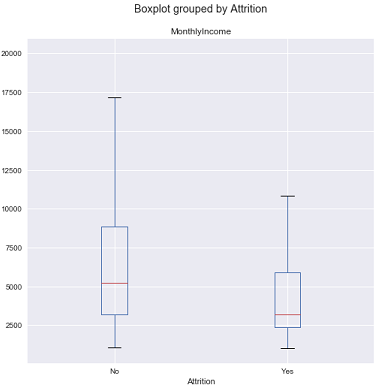 Boxplot grouped by Attrition
MonthlyIncome
20000
17500
15000
12500
10000
7500
5000
2500
No
Yes
Attrition